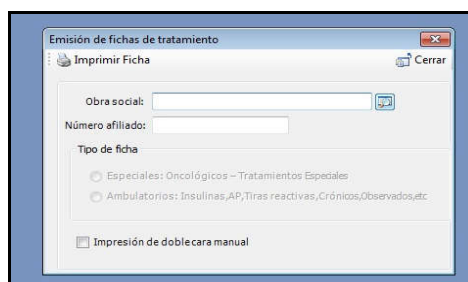 Emisión de fichas de tratamiento
Imprimir Ficha Cerrar
Obra social:
Número afiliado:
Tipo de ficha
Especiales: Oncológicos – Tratamientos Especiales
Ambulatorios: Insulinas,AP,Tiras reactivas,Crónicos,Observados,etc
Impresión de doble cara manual